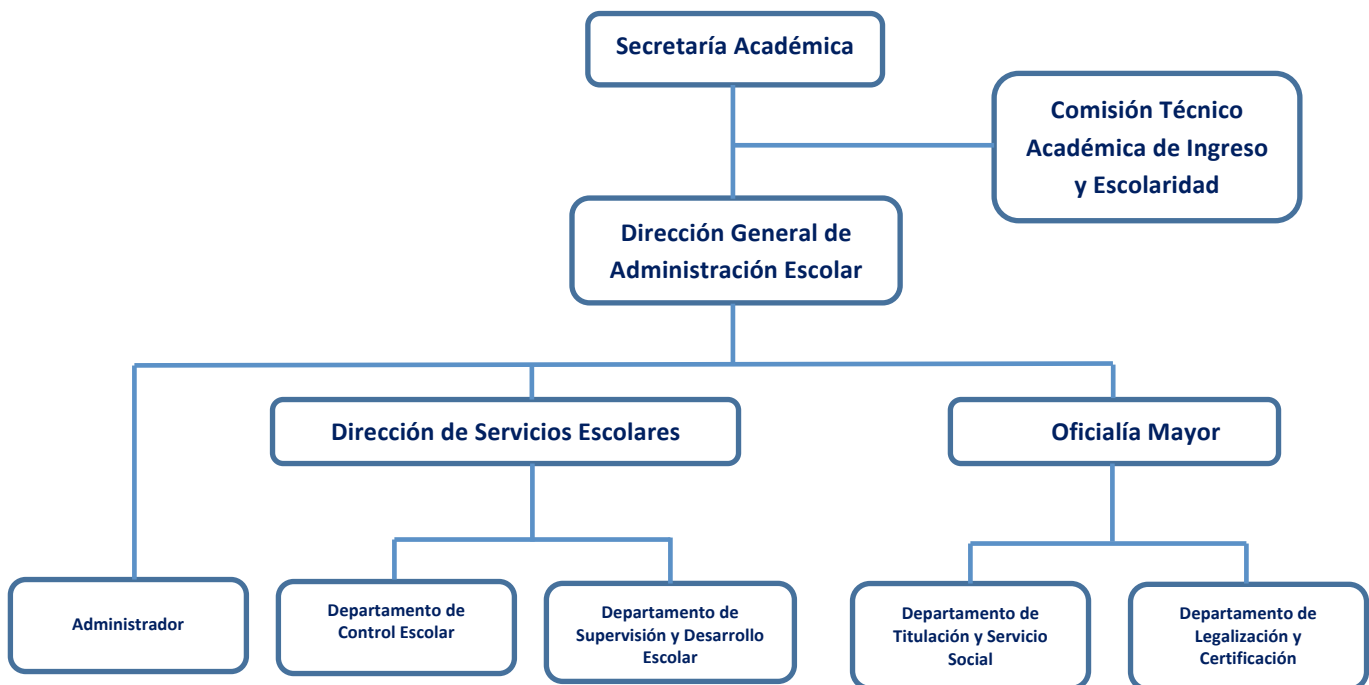 Secretaría Académica
Comisión Técnico
Académica de Ingreso
y Escolaridad
Dirección General de
Administración Escolar
Dirección de Servicios Escolares
Oficialía Mayor
Administrador
Departamento de
Control Escolar
Departamento de
Supervisión y Desarrollo
Escolar
Departamento de
Titulación y Servicio
Social
Departamento de
Legalización y
Certificación